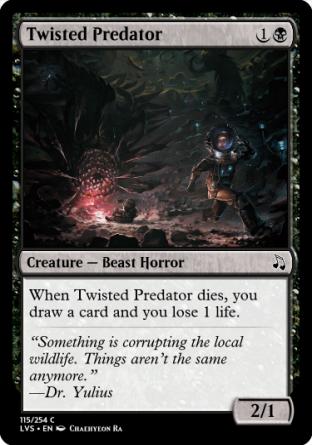 Twisted Predator 1
Creature — Beast Horror
When Twisted Predator dies, you
draw a card and you lose 1 life.
“Something is corrupting the local
wildlife. Things aren't the same
anymore.”
—Dr. Yulius
2/1
115/254 C
LVS • EN Chaehyeon Ra